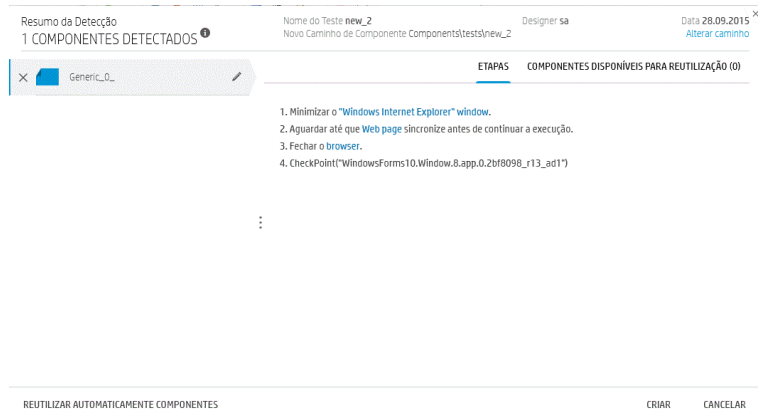 Resumo da Detecção
1 COMPONENTES DETECTADOS
Nome do Teste new_2
Designer sa
Data 28.09.2015
Novo Caminho de Componente Components\tests\new_2
Alterar caminho
Generic_0_
ETAPAS
COMPONENTES DISPONÍVEIS PARA REUTILIZAÇÃO (0)
1. Minimizar o "Windows Internet Explorer" window.
2. Aguardar até que Web page sincronize antes de continuar a execução.
3. Fechar o browser.
4. CheckPoint("WindowsForms10.Window.8.app.0.2bf8098_r13_ad1")
REUTILIZAR AUTOMATICAMENTE COMPONENTES
CRIAR
CANCELAR